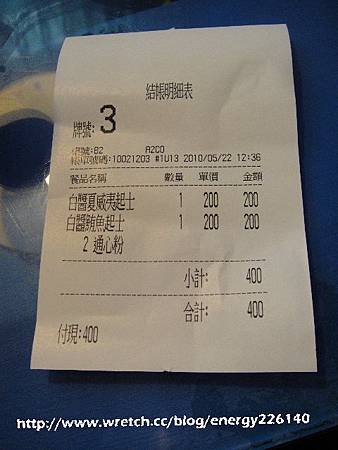 結帳明細表
牌號: 3
桌號:B2 A2C0
帳單號碼:10021203 #1U13 2010/05/22 12:36
餐品名稱 數量 單價 金額
白醬夏威夷起士 1 200 200
白醬鮪魚起士 1 200 200
2 通心粉
小計: 400
合計: 400
付現:400
http://www.wretch.cc/blog/energy226140